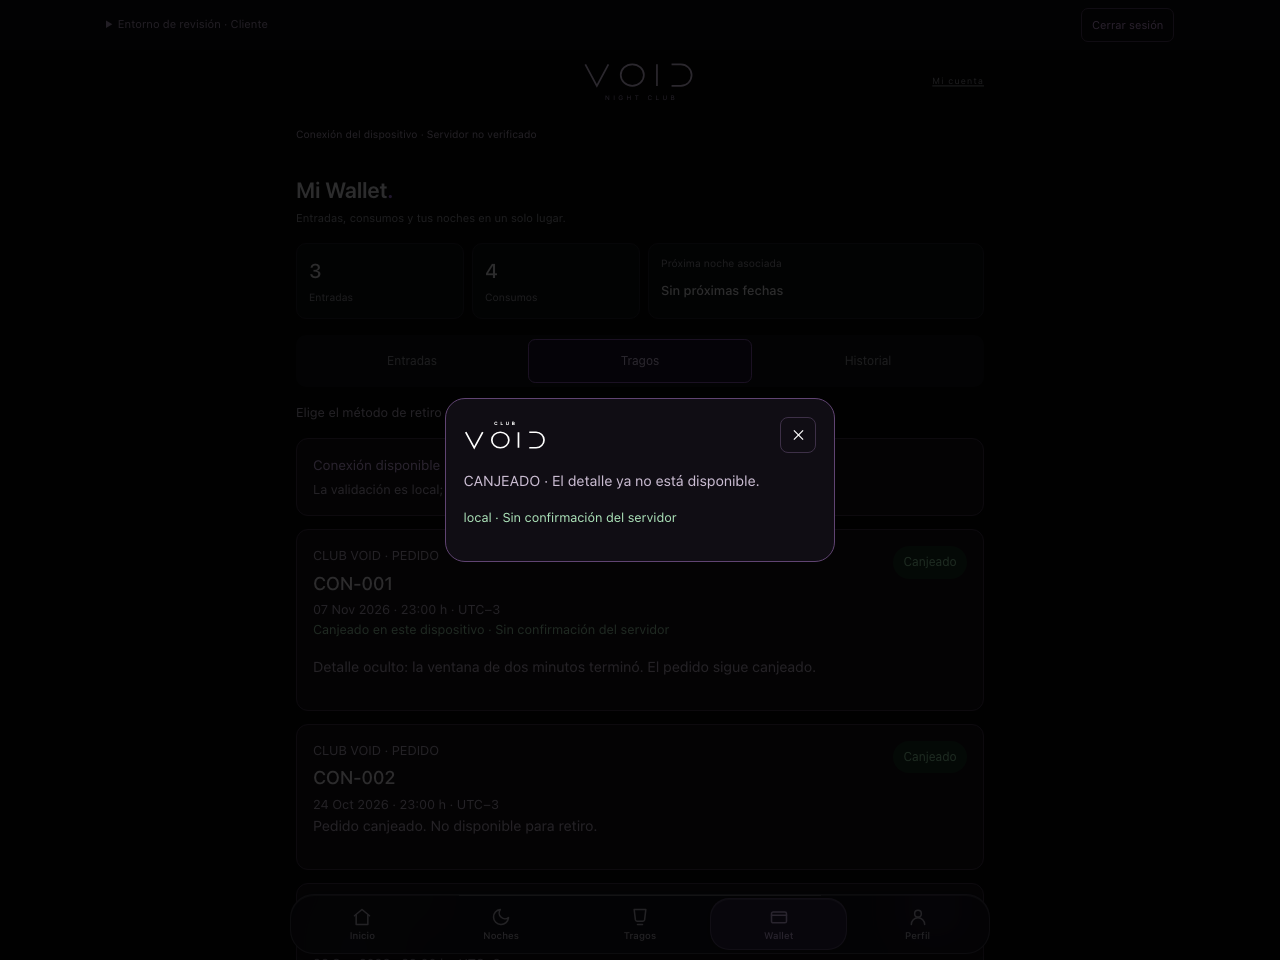 ▶ Entorno de revisión · Cliente
Cerrar sesión
VOID
NIGHT CLUB
Mi cuenta
Conexión del dispositivo · Servidor no verificado
Mi Wallet.
Entradas, consumos y tus noches en un solo lugar.
3
Entradas
4
Consumos
Próxima noche asociada
Sin próximas fechas
Entradas
Tragos
Historial
Elige el método de retiro
CLUB
VOID
CANJEADO · El detalle ya no está disponible.
local · Sin confirmación del servidor
Conexión disponible
La validación es local;
CLUB VOID · PEDIDO
Canjeado
CON-001
07 Nov 2026 · 23:00 h · UTC−3
Canjeado en este dispositivo · Sin confirmación del servidor
Detalle oculto: la ventana de dos minutos terminó. El pedido sigue canjeado.
CLUB VOID · PEDIDO
Canjeado
CON-002
24 Oct 2026 · 23:00 h · UTC−3
Pedido canjeado. No disponible para retiro.
Inicio
Noches
Tragos
Wallet
Perfil